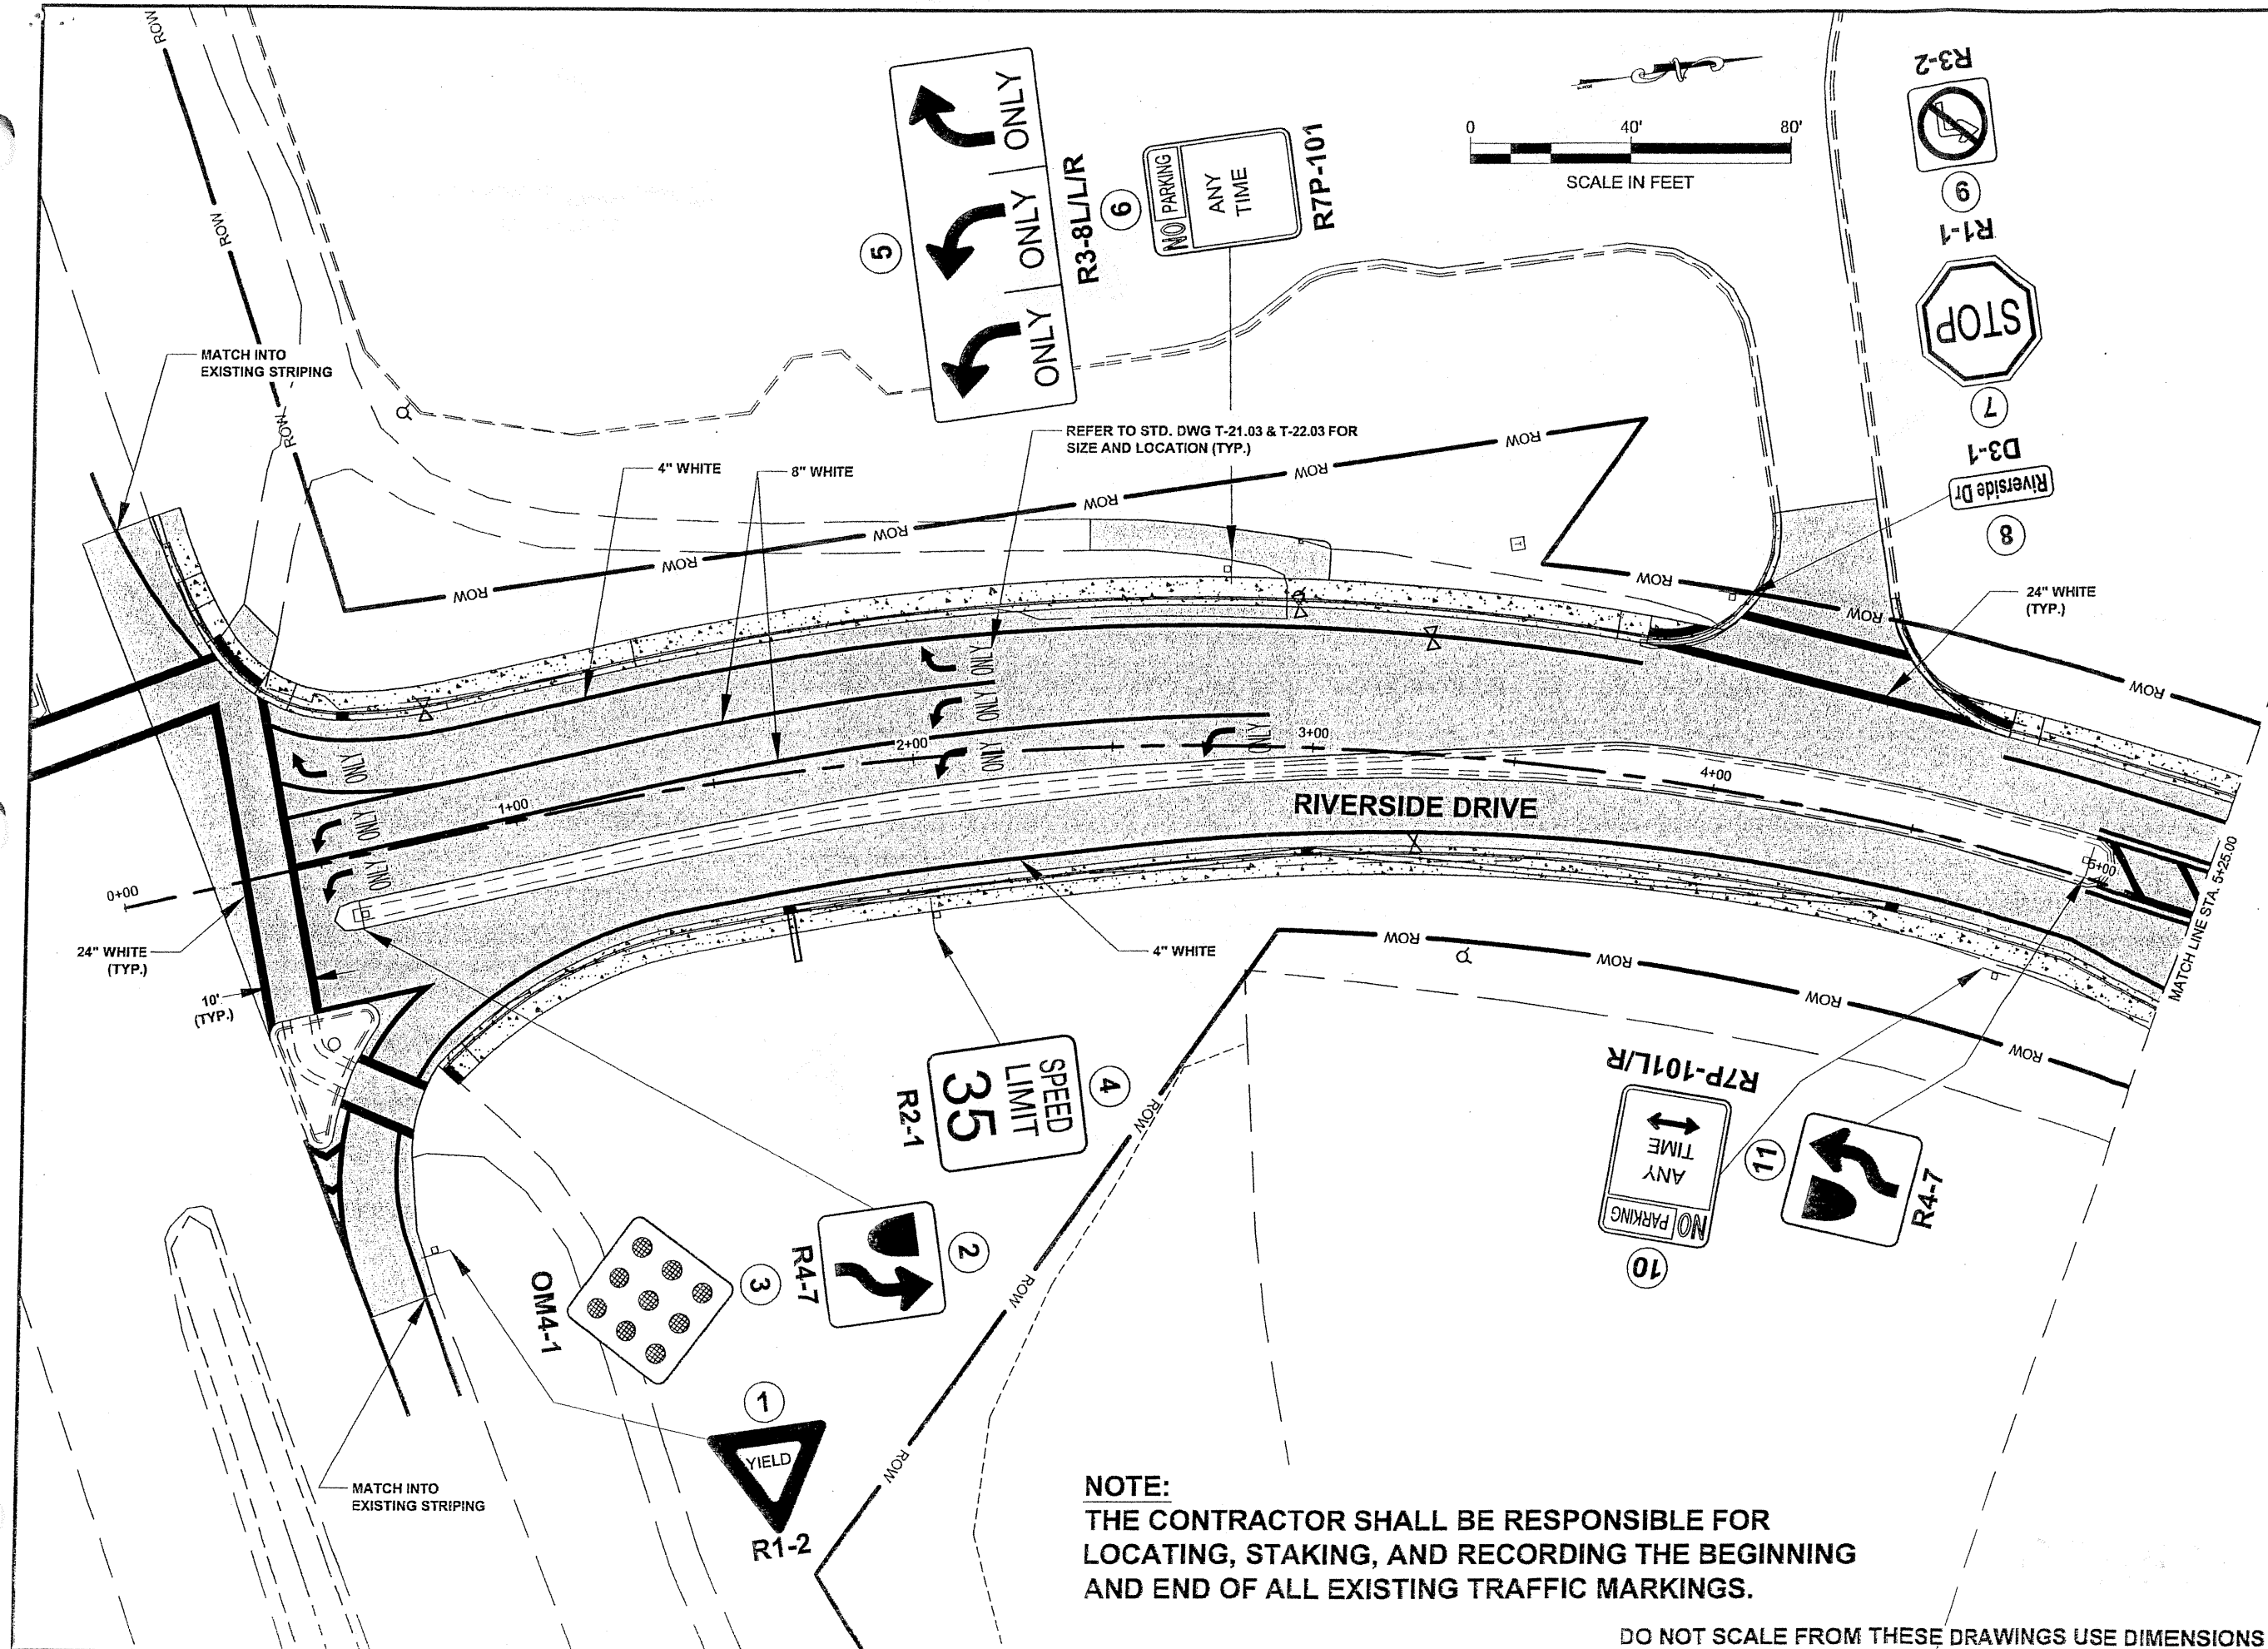 ROW
ROW
ROW
ROW
MATCH INTO
EXISTING STRIPING
ONLY ONLY ONLY
5
R3-8L/L/R
6
NO PARKING
ANY
TIME
R7P-101
0 40' 80'
SCALE IN FEET
R3-2
9
R1-1
STOP
7
D3-1
Riverside Dr
8
REFER TO STD. DWG T-21.03 & T-22.03 FOR
SIZE AND LOCATION (TYP.)
4" WHITE
8" WHITE
ROW
ROW
ROW
ROW
ROW
ROW
ROW
ROW
ROW
24" WHITE
(TYP.)
ONLY
ONLY
ONLY
ONLY
ONLY
ONLY
ONLY
0+00
1+00
2+00
3+00
4+00
5+00
RIVERSIDE DRIVE
MATCH LINE STA. 5+25.00
24" WHITE
(TYP.)
10'
(TYP.)
4" WHITE
ROW
ROW
ROW
ROW
ROW
ROW
ROW
SPEED
LIMIT
35
R2-1
4
R4-7
2
3
OM4-1
1
YIELD
R1-2
R7P-101L/R
NO PARKING
ANY
TIME
10
11
R4-7
MATCH INTO
EXISTING STRIPING
NOTE:
THE CONTRACTOR SHALL BE RESPONSIBLE FOR
LOCATING, STAKING, AND RECORDING THE BEGINNING
AND END OF ALL EXISTING TRAFFIC MARKINGS.
DO NOT SCALE FROM THESE DRAWINGS USE DIMENSIONS